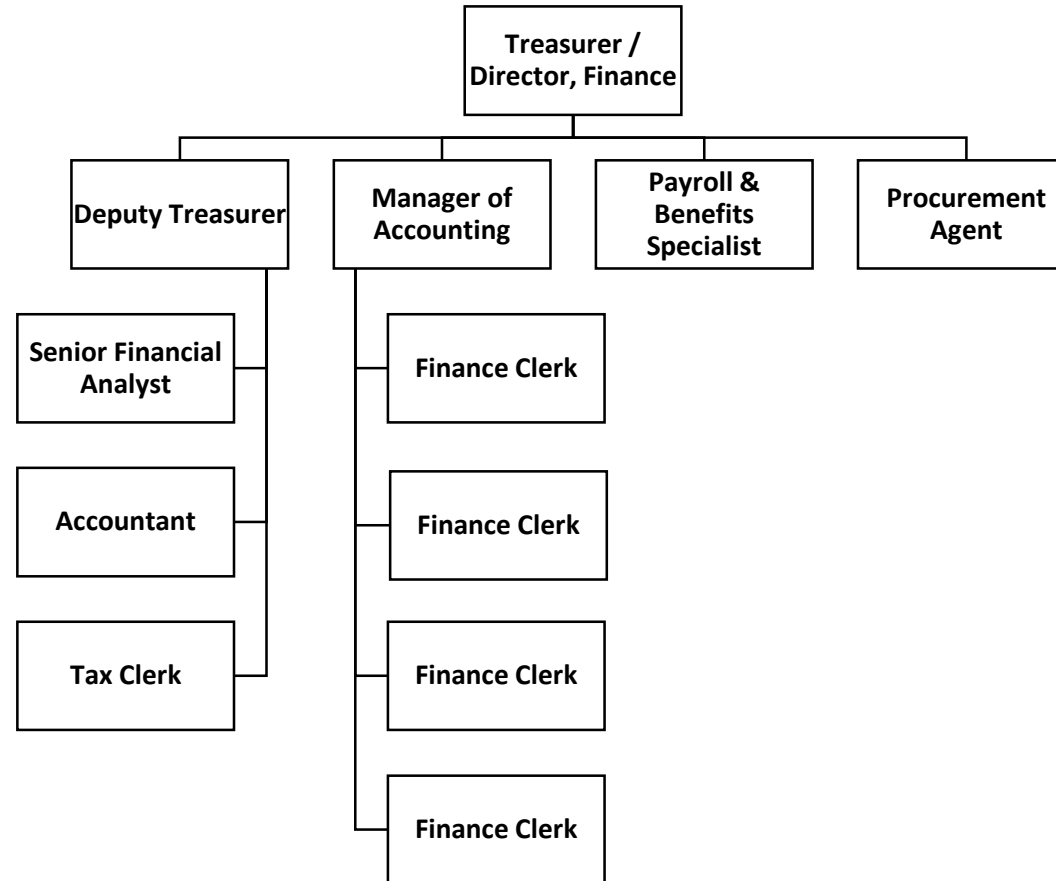 Treasurer /
Director, Finance
Deputy Treasurer
Manager of
Accounting
Payroll &
Benefits
Specialist
Procurement
Agent
Senior Financial
Analyst
Accountant
Tax Clerk
Finance Clerk
Finance Clerk
Finance Clerk
Finance Clerk